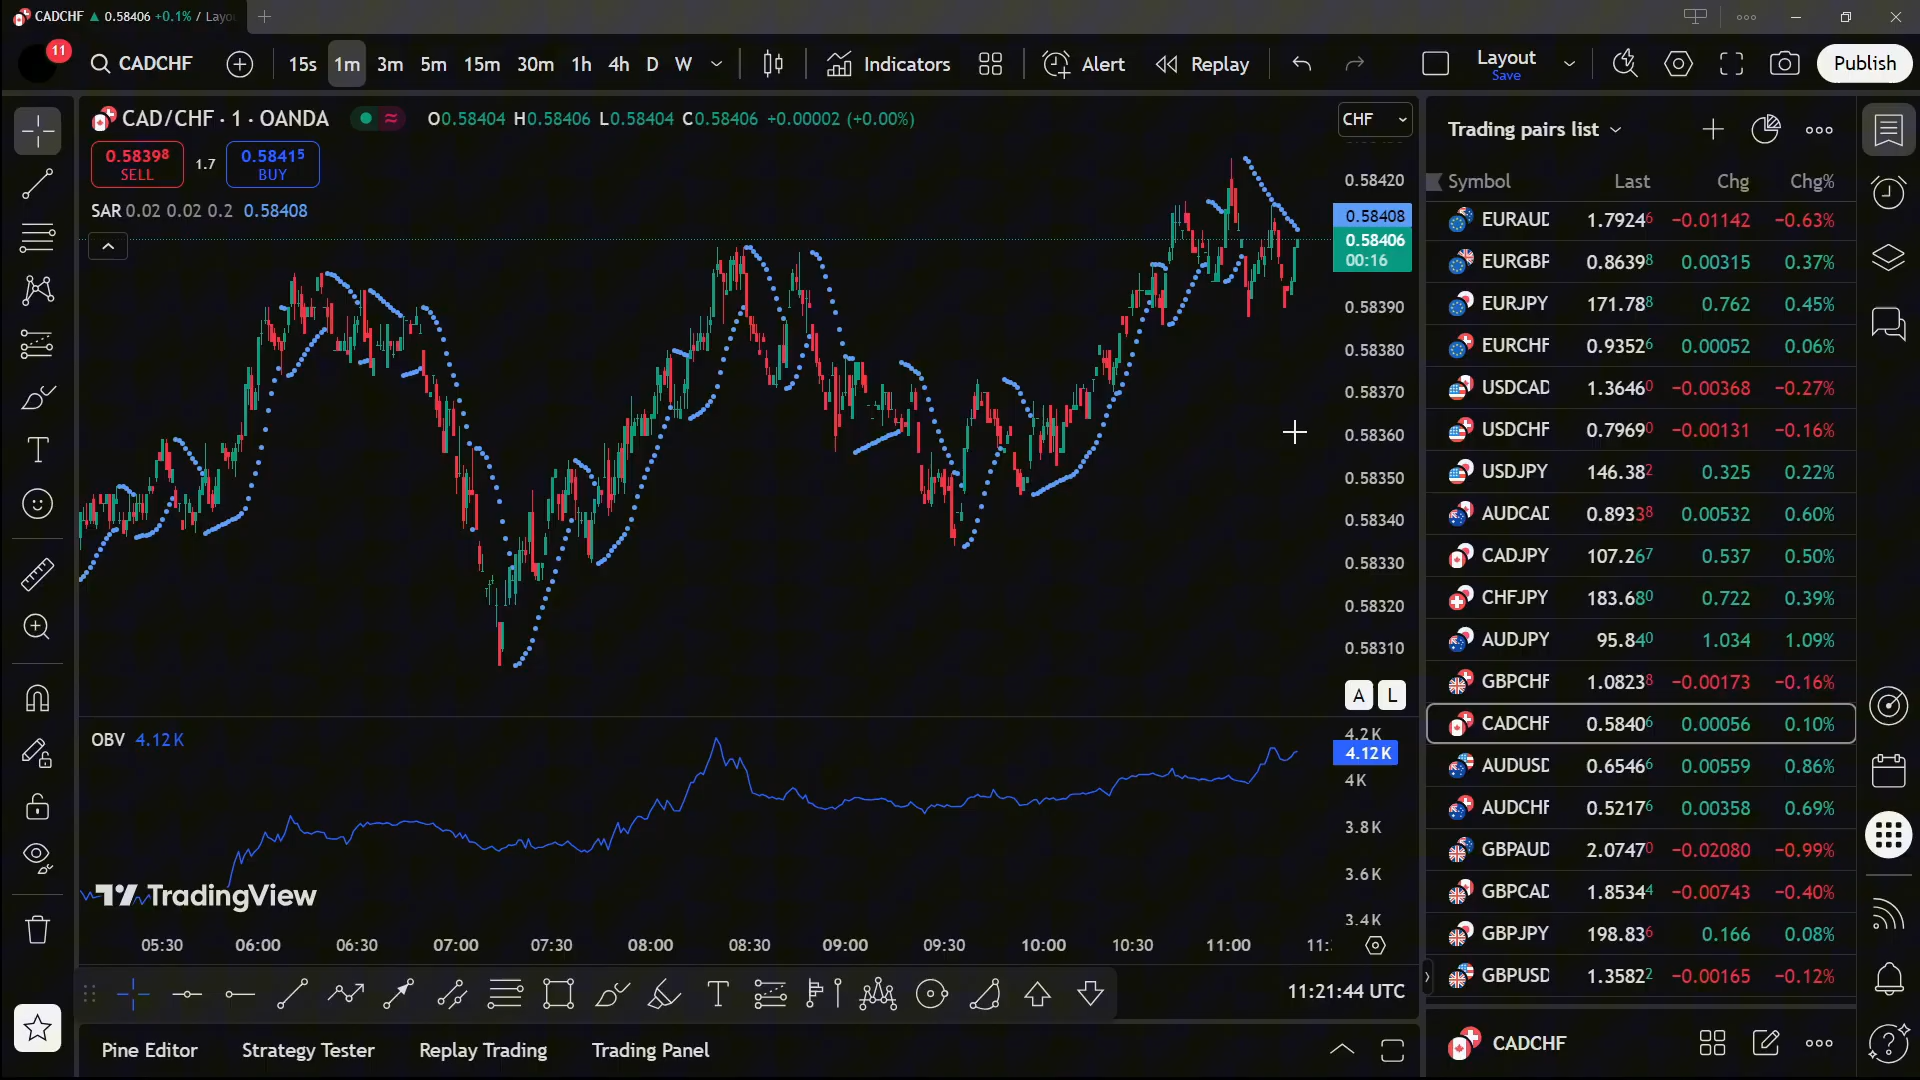 CADCHF ▲ 0.58406 +0.1% / Layou
11
CADCHF
15s 1m 3m 5m 15m 30m 1h 4h D W
Indicators
Alert
Replay
Layout
Save
Publish
CAD/CHF · 1 · OANDA
O0.58404 H0.58406 L0.58404 C0.58406 +0.00002 (+0.00%)
CHF
0.58398
SELL
1.7
0.58415
BUY
SAR 0.02 0.02 0.2 0.58408
0.58420
0.58408
0.58406
00:16
0.58390
0.58380
0.58370
0.58360
0.58350
0.58340
0.58330
0.58320
0.58310
A L
OBV 4.12K
4.2K
4.12K
4K
3.8K
3.6K
3.4K
TradingView
05:30 06:00 06:30 07:00 07:30 08:00 08:30 09:00 09:30 10:00 10:30 11:00 11:
11:21:44 UTC
Pine Editor Strategy Tester Replay Trading Trading Panel
Trading pairs list
Symbol Last Chg Chg%
EURAUD 1.79246 −0.01142 −0.63%
EURGBP 0.86398 0.00315 0.37%
EURJPY 171.788 0.762 0.45%
EURCHF 0.93526 0.00052 0.06%
USDCAD 1.36460 −0.00368 −0.27%
USDCHF 0.79690 −0.00131 −0.16%
USDJPY 146.382 0.325 0.22%
AUDCAD 0.89338 0.00532 0.60%
CADJPY 107.267 0.537 0.50%
CHFJPY 183.680 0.722 0.39%
AUDJPY 95.840 1.034 1.09%
GBPCHF 1.08238 −0.00173 −0.16%
CADCHF 0.58406 0.00056 0.10%
AUDUSD 0.65466 0.00559 0.86%
AUDCHF 0.52176 0.00358 0.69%
GBPAUD 2.07470 −0.02080 −0.99%
GBPCAD 1.85344 −0.00743 −0.40%
GBPJPY 198.836 0.166 0.08%
GBPUSD 1.35822 −0.00165 −0.12%
CADCHF